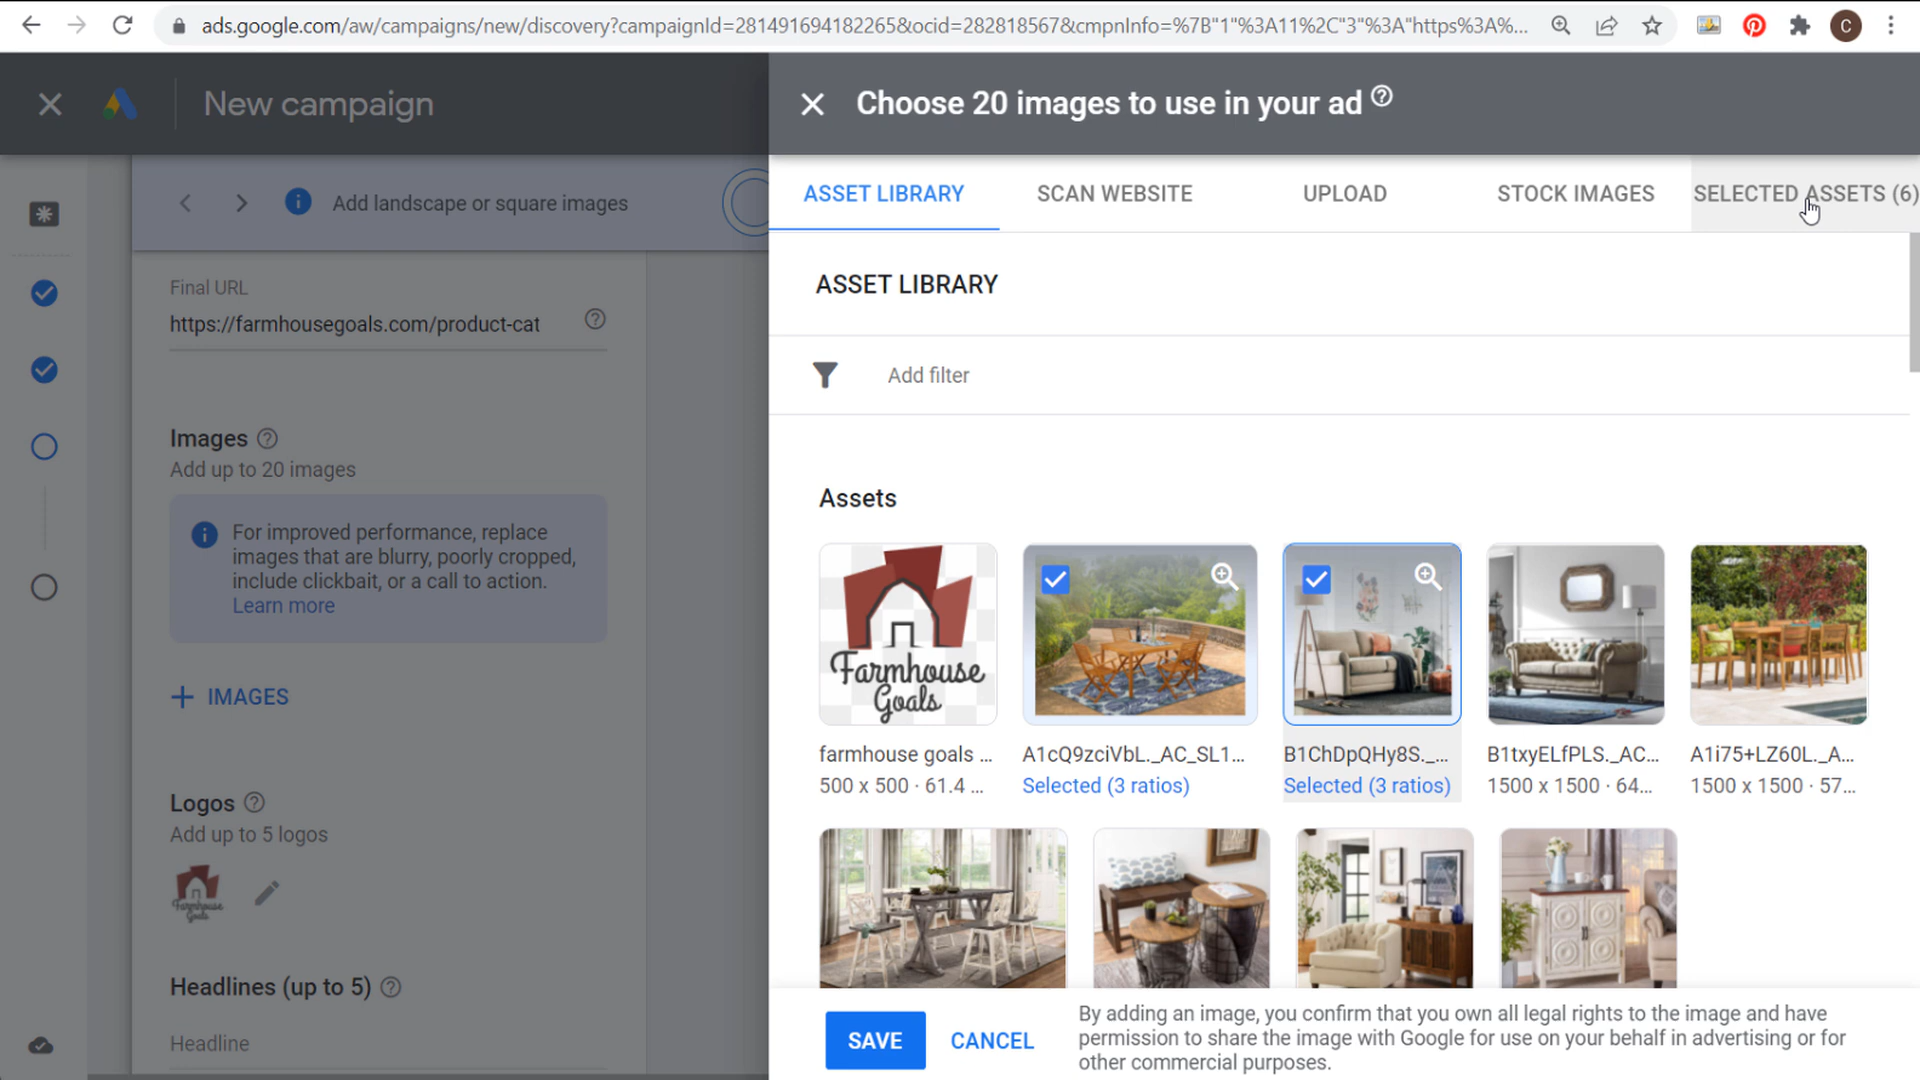 ads.google.com/aw/campaigns/new/discovery?campaignId=281491694182265&ocid=282818567&cmpnInfo=%7B"1"%3A11%2C"3"%3A"https%3A%...
C
New campaign
Choose 20 images to use in your ad
Add landscape or square images
ASSET LIBRARY
SCAN WEBSITE
UPLOAD
STOCK IMAGES
SELECTED ASSETS (6)
Final URL
https://farmhousegoals.com/product-cat
ASSET LIBRARY
Add filter
Images
Add up to 20 images
For improved performance, replace
images that are blurry, poorly cropped,
include clickbait, or a call to action.
Learn more
IMAGES
Logos
Add up to 5 logos
Farmhouse
Goals
Headlines (up to 5)
Headline
Assets
Farmhouse
Goals
farmhouse goals ...
500 x 500 · 61.4 ...
A1cQ9zciVbL._AC_SL1...
Selected (3 ratios)
B1ChDpQHy8S._...
Selected (3 ratios)
B1txyELfPLS._AC...
1500 x 1500 · 64...
A1i75+LZ60L._A...
1500 x 1500 · 57...
SAVE
CANCEL
By adding an image, you confirm that you own all legal rights to the image and have
permission to share the image with Google for use on your behalf in advertising or for
other commercial purposes.